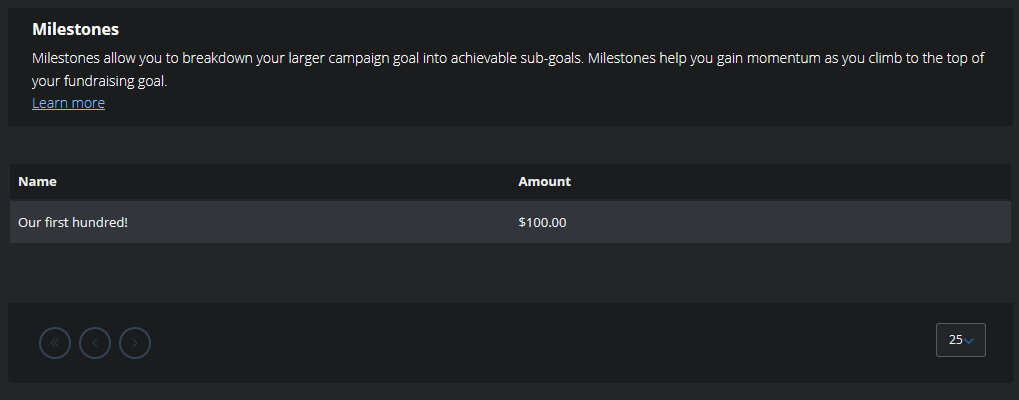 Milestones
Milestones allow you to breakdown your larger campaign goal into achievable sub-goals. Milestones help you gain momentum as you climb to the top of
your fundraising goal.
Learn more
Name Amount
Our first hundred! $100.00
25